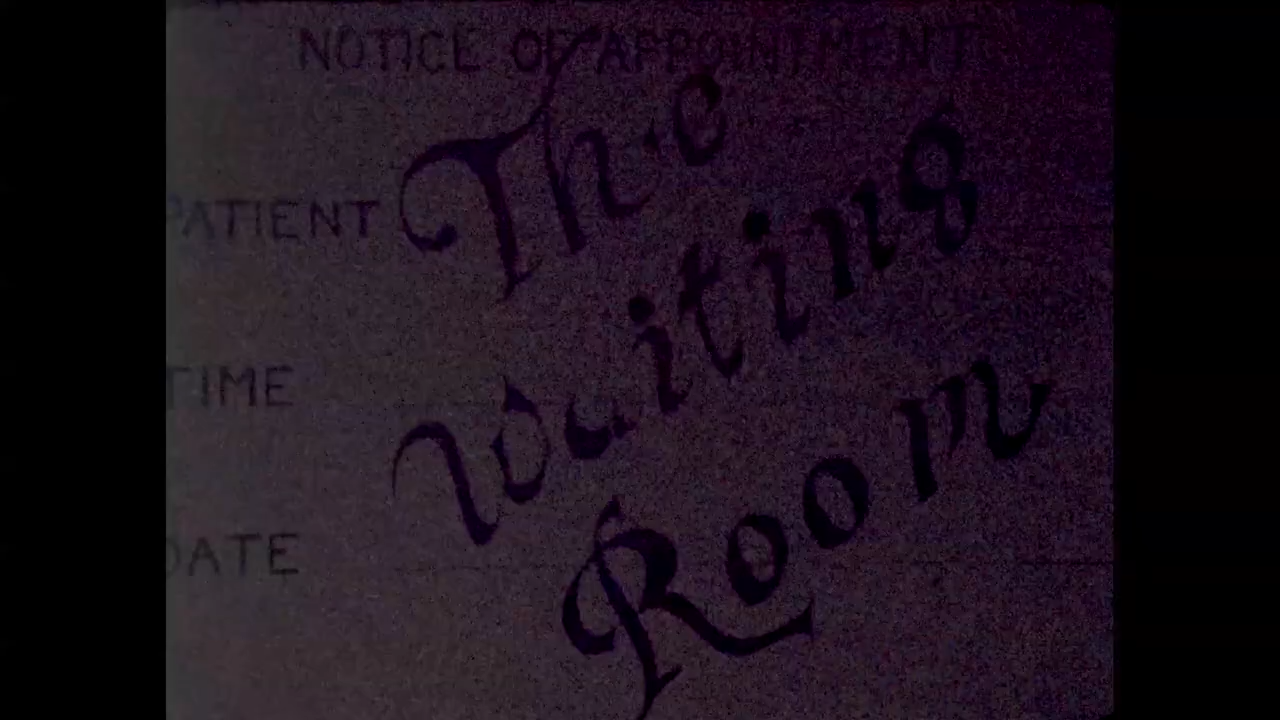 NOTICE OF APPOINTMENT
The
PATIENT
Waiting
TIME
Room
DATE